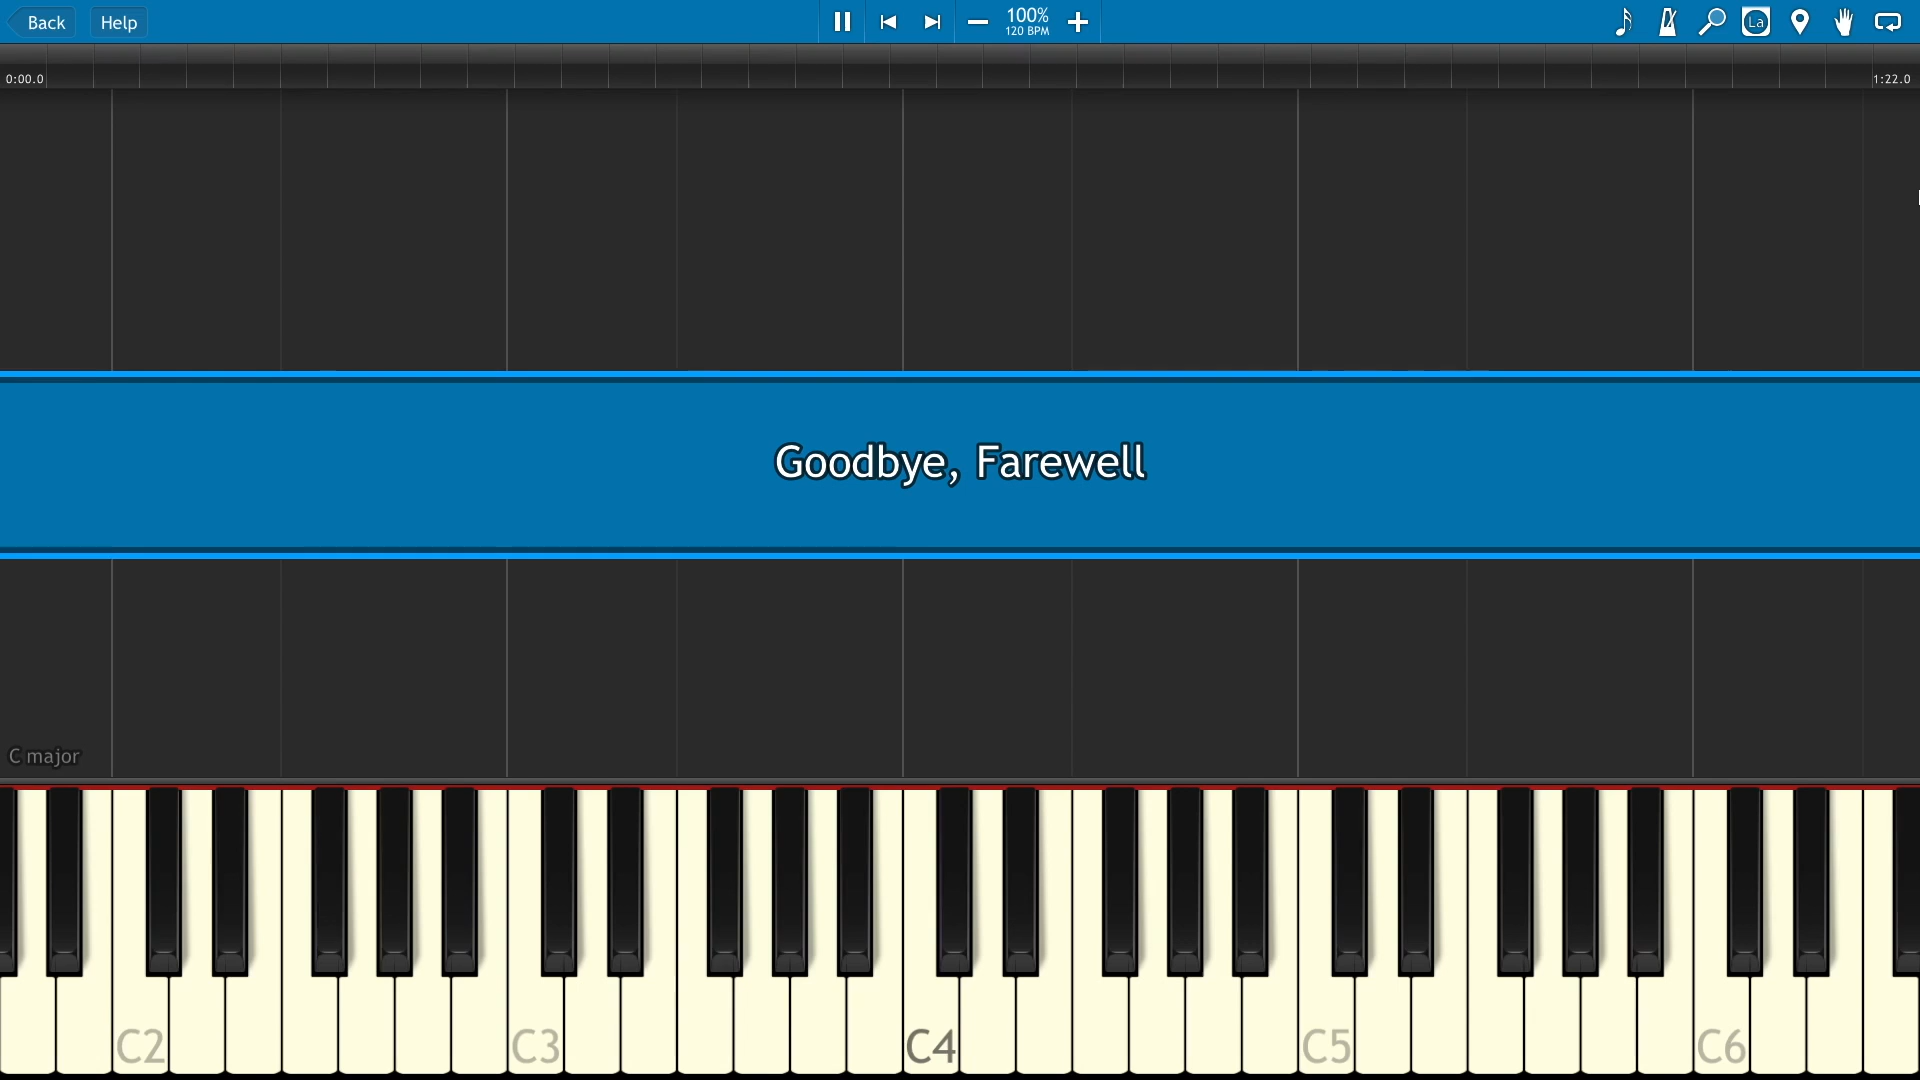 Back
Help
100%
120 BPM
La
0:00.0
1:22.0
Goodbye, Farewell
C major
C2
C3
C4
C5
C6